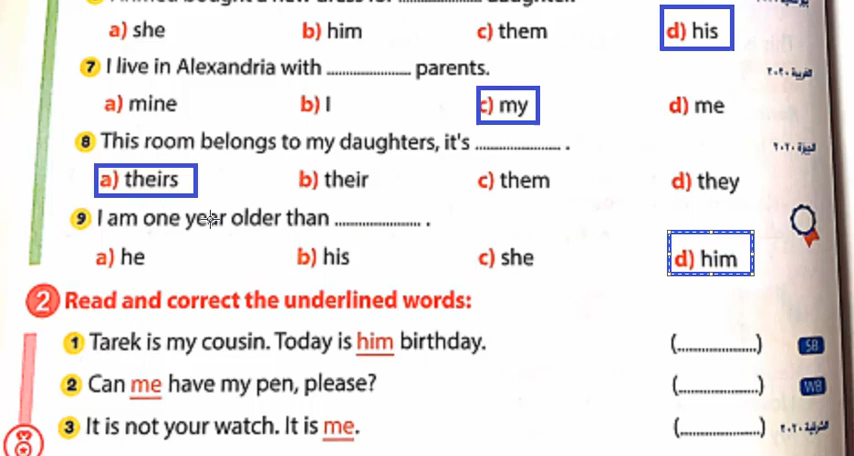 a) she b) him c) them d) his
7 I live in Alexandria with .................... parents. الغربية ٢٠٢٠
a) mine b) I c) my d) me
8 This room belongs to my daughters, it's .................... . الجيزة ٢٠٢٠
a) theirs b) their c) them d) they
9 I am one year older than .................... .
a) he b) his c) she d) him
2 Read and correct the underlined words:
1 Tarek is my cousin. Today is him birthday. (....................) SB
2 Can me have my pen, please? (....................) WB
3 It is not your watch. It is me. (....................) الشرقية ٢٠٢٠